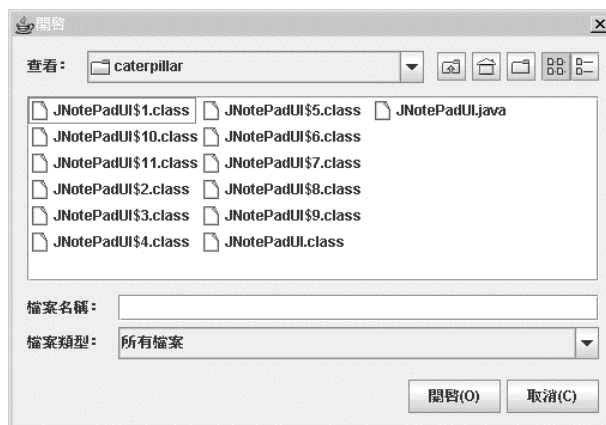 開啓
查看： caterpillar
JNotePadUI$1.class JNotePadUI$5.class JNotePadUI.java
JNotePadUI$10.class JNotePadUI$6.class
JNotePadUI$11.class JNotePadUI$7.class
JNotePadUI$2.class JNotePadUI$8.class
JNotePadUI$3.class JNotePadUI$9.class
JNotePadUI$4.class JNotePadUI.class
檔案名稱：
檔案類型： 所有檔案
開啓(O) 取消(C)